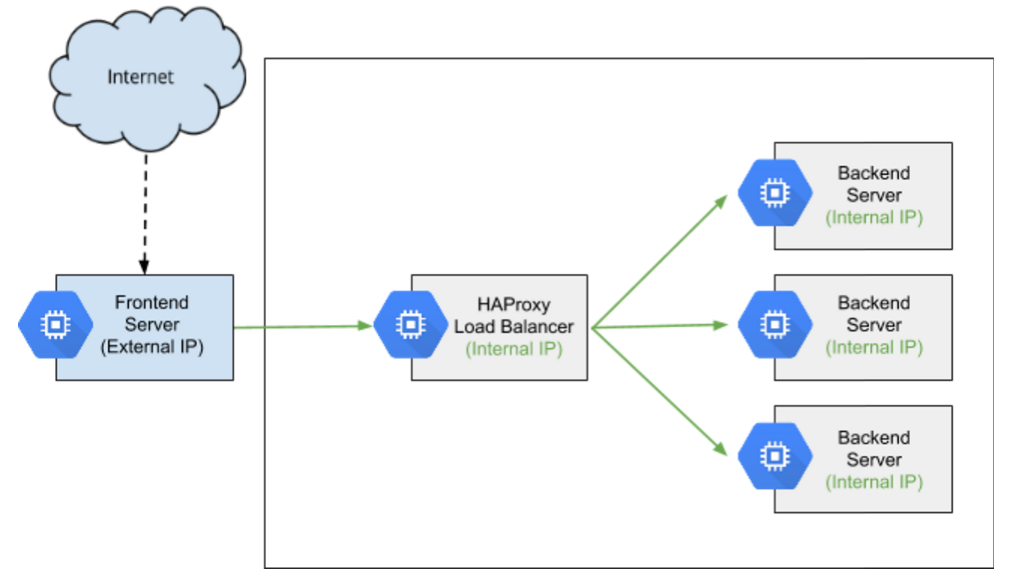 Internet
Frontend
Server
(External IP)
HAProxy
Load Balancer
(Internal IP)
Backend
Server
(Internal IP)
Backend
Server
(Internal IP)
Backend
Server
(Internal IP)